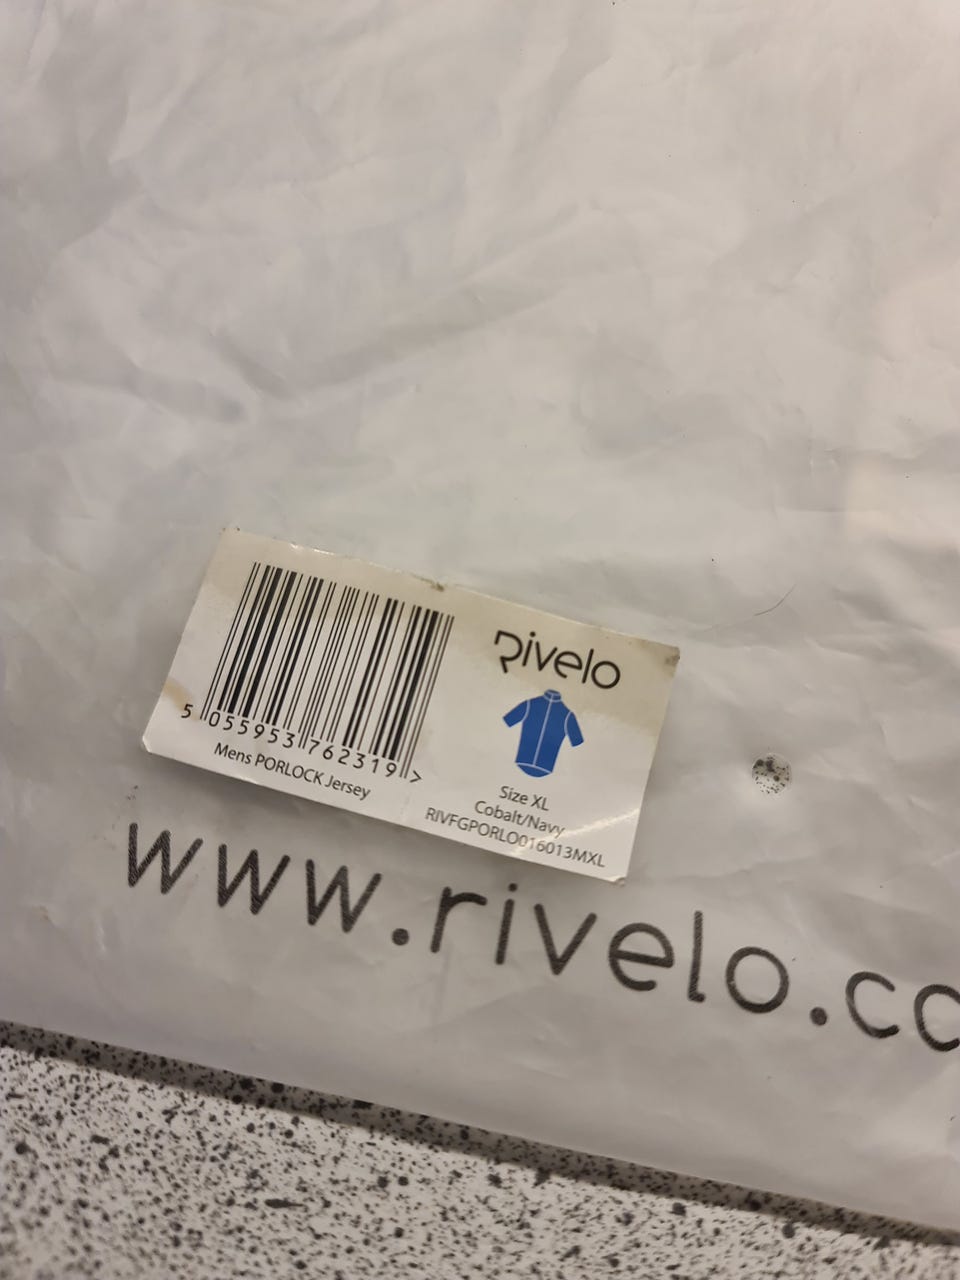 Rivelo
5 055953 762319 >
Mens PORLOCK Jersey
Size XL
Cobalt/Navy
RIVFGPORLO016013MXL
www.rivelo.co